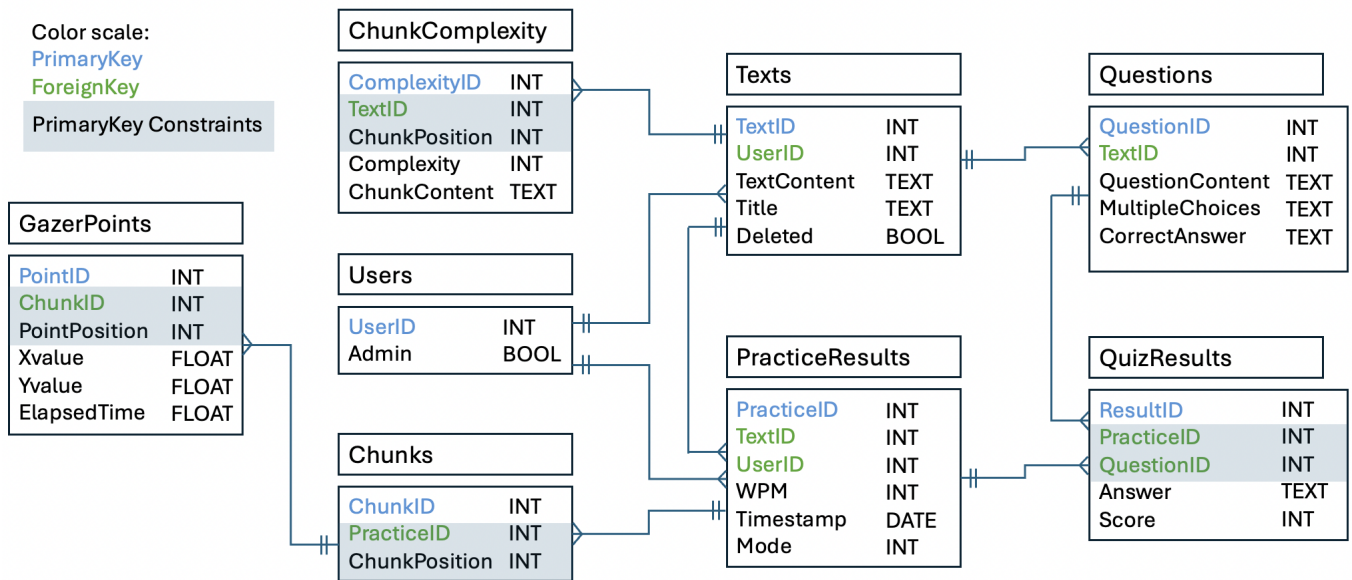 Color scale:
PrimaryKey
ForeignKey
PrimaryKey Constraints
GazerPoints
PointID INT
ChunkID INT
PointPosition INT
Xvalue FLOAT
Yvalue FLOAT
ElapsedTime FLOAT
ChunkComplexity
ComplexityID INT
TextID INT
ChunkPosition INT
Complexity INT
ChunkContent TEXT
Users
UserID INT
Admin BOOL
Chunks
ChunkID INT
PracticeID INT
ChunkPosition INT
Texts
TextID INT
UserID INT
TextContent TEXT
Title TEXT
Deleted BOOL
PracticeResults
PracticeID INT
TextID INT
UserID INT
WPM INT
Timestamp DATE
Mode INT
Questions
QuestionID INT
TextID INT
QuestionContent TEXT
MultipleChoices TEXT
CorrectAnswer TEXT
QuizResults
ResultID INT
PracticeID INT
QuestionID INT
Answer TEXT
Score INT